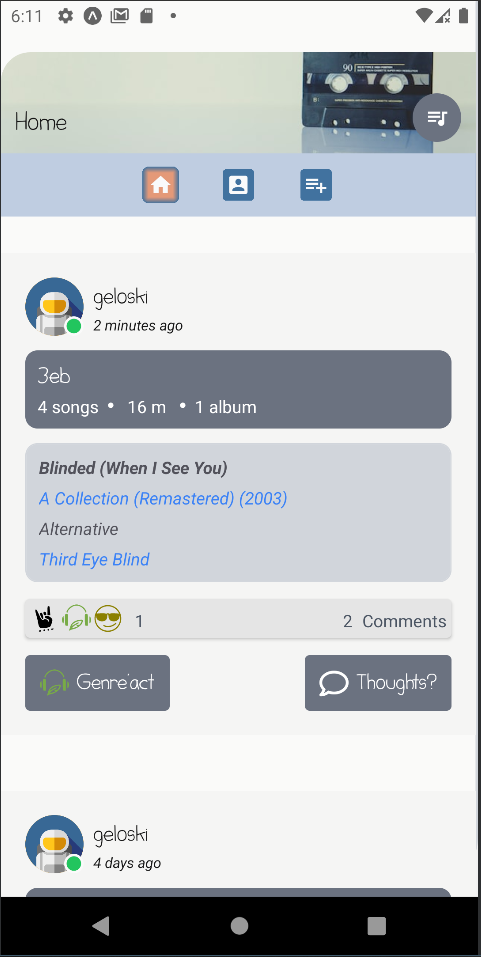 6:11
90
Home
geloski
2 minutes ago
3eb
4 songs • 16 m • 1 album
Blinded (When I See You)
A Collection (Remastered) (2003)
Alternative
Third Eye Blind
1 2 Comments
Genre'act Thoughts?
geloski
4 days ago